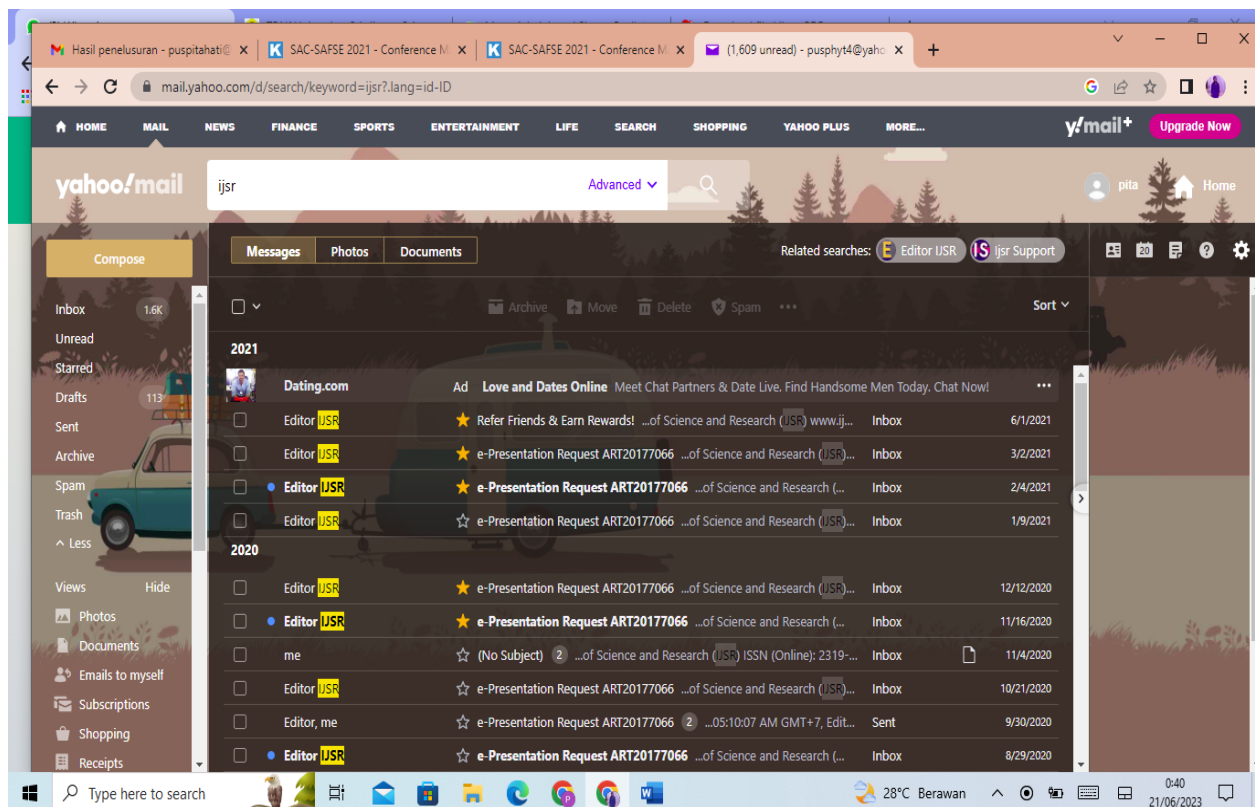 Hasil penelusuran - puspitahati@
SAC-SAFSE 2021 - Conference M
SAC-SAFSE 2021 - Conference M
(1,609 unread) - pusphyt4@yaho
mail.yahoo.com/d/search/keyword=ijsr?.lang=id-ID
HOME MAIL NEWS FINANCE SPORTS ENTERTAINMENT LIFE SEARCH SHOPPING YAHOO PLUS MORE... y!mail+ Upgrade Now
yahoo!mail ijsr Advanced pita Home
Compose
Messages Photos Documents Related searches: E Editor IJSR IS Ijsr Support 20
Inbox 1.6K
Unread
Starred
Drafts 113
Sent
Archive
Spam
Trash
Less
Views Hide
Photos
Documents
Emails to myself
Subscriptions
Shopping
Receipts
Archive Move Delete Spam ••• Sort
2021
Dating.com Ad Love and Dates Online Meet Chat Partners & Date Live. Find Handsome Men Today. Chat Now! •••
Editor IJSR Refer Friends & Earn Rewards! ...of Science and Research (IJSR) www.ij... Inbox 6/1/2021
Editor IJSR e-Presentation Request ART20177066 ...of Science and Research (IJSR)... Inbox 3/2/2021
Editor IJSR e-Presentation Request ART20177066 ...of Science and Research (... Inbox 2/4/2021
Editor IJSR e-Presentation Request ART20177066 ...of Science and Research (IJSR)... Inbox 1/9/2021
2020
Editor IJSR e-Presentation Request ART20177066 ...of Science and Research (IJSR)... Inbox 12/12/2020
Editor IJSR e-Presentation Request ART20177066 ...of Science and Research (... Inbox 11/16/2020
me (No Subject) 2 ...of Science and Research (IJSR) ISSN (Online): 2319-... Inbox 11/4/2020
Editor IJSR e-Presentation Request ART20177066 ...of Science and Research (IJSR)... Inbox 10/21/2020
Editor, me e-Presentation Request ART20177066 2 ...05:10:07 AM GMT+7, Edit... Sent 9/30/2020
Editor IJSR e-Presentation Request ART20177066 ...of Science and Research (IJSR)... Inbox 8/29/2020
Type here to search 28°C Berawan 0:40
21/06/2023